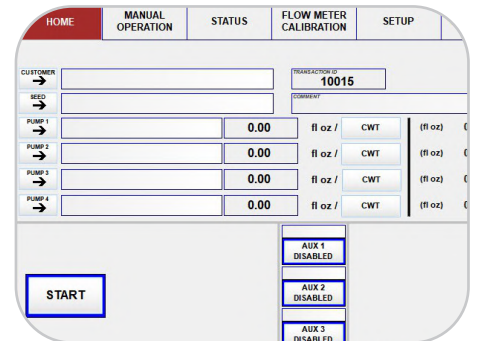 HOME
MANUAL OPERATION
STATUS
FLOW METER CALIBRATION
SETUP
CUSTOMER
TRANSACTION ID
10015
SEED
COMMENT
PUMP 1
0.00 fl oz / CWT (fl oz)
PUMP 2
0.00 fl oz / CWT (fl oz)
PUMP 3
0.00 fl oz / CWT (fl oz)
PUMP 4
0.00 fl oz / CWT (fl oz)
START
AUX 1
DISABLED
AUX 2
DISABLED
AUX 3
DISABLED